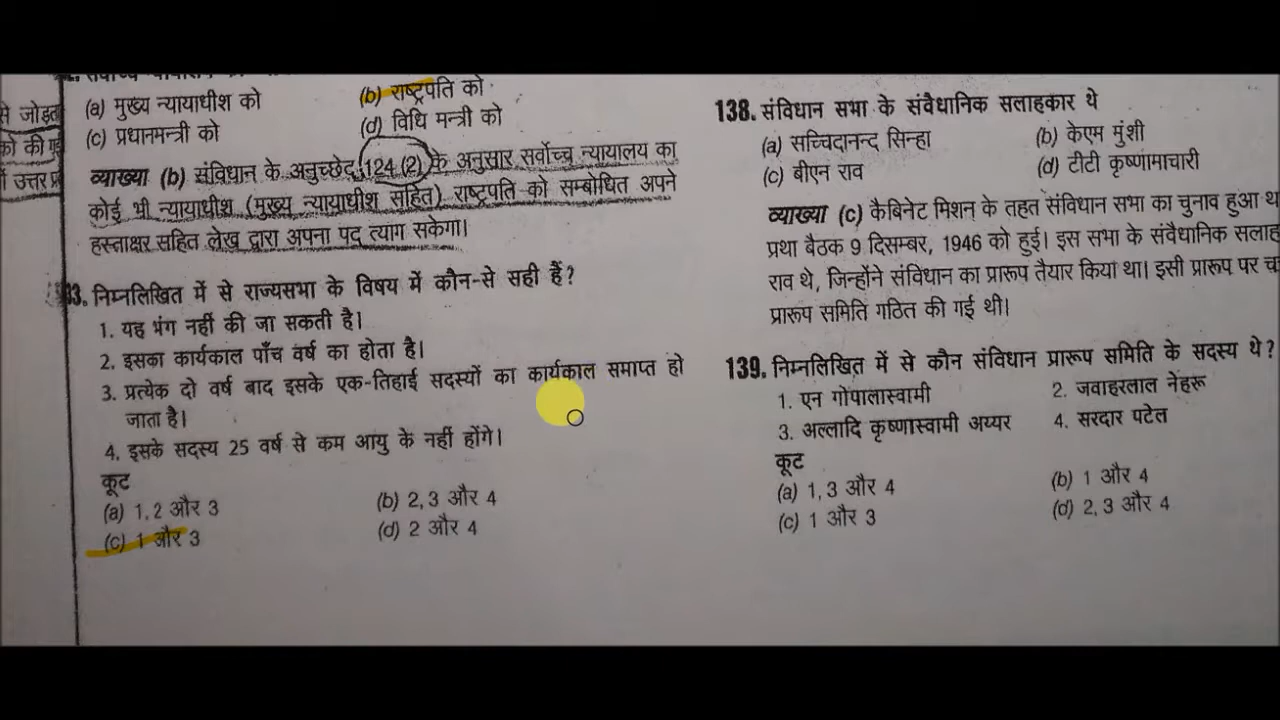 से जोड़ता
को की गई
उत्तर प्र
(a) मुख्य न्यायाधीश को
(b) राष्ट्रपति को
(c) प्रधानमन्त्री को
(d) विधि मन्त्री को
व्याख्या (b) संविधान के अनुच्छेद 124 (2) के अनुसार सर्वोच्च न्यायालय का
कोई भी न्यायाधीश (मुख्य न्यायाधीश सहित) राष्ट्रपति को सम्बोधित अपने
हस्ताक्षर सहित लेख द्वारा अपना पद त्याग सकेगा।
33. निम्नलिखित में से राज्यसभा के विषय में कौन-से सही हैं?
1. यह भंग नहीं की जा सकती है।
2. इसका कार्यकाल पाँच वर्ष का होता है।
3. प्रत्येक दो वर्ष बाद इसके एक-तिहाई सदस्यों का कार्यकाल समाप्त हो
जाता है।
4. इसके सदस्य 25 वर्ष से कम आयु के नहीं होंगे।
कूट
(a) 1, 2 और 3
(b) 2, 3 और 4
(c) 1 और 3
(d) 2 और 4
138. संविधान सभा के संवैधानिक सलाहकार थे
(a) सच्चिदानन्द सिन्हा
(b) केएम मुंशी
(c) बीएन राव
(d) टीटी कृष्णामाचारी
व्याख्या (c) कैबिनेट मिशन के तहत संविधान सभा का चुनाव हुआ थ
प्रथा बैठक 9 दिसम्बर, 1946 को हुई। इस सभा के संवैधानिक सलाह
राव थे, जिन्होंने संविधान का प्रारूप तैयार किया था। इसी प्रारूप पर च
प्रारूप समिति गठित की गई थी।
139. निम्नलिखित में से कौन संविधान प्रारूप समिति के सदस्य थे?
1. एन गोपालास्वामी
2. जवाहरलाल नेहरू
3. अल्लादि कृष्णास्वामी अय्यर
4. सरदार पटेल
कूट
(a) 1, 3 और 4
(b) 1 और 4
(c) 1 और 3
(d) 2, 3 और 4